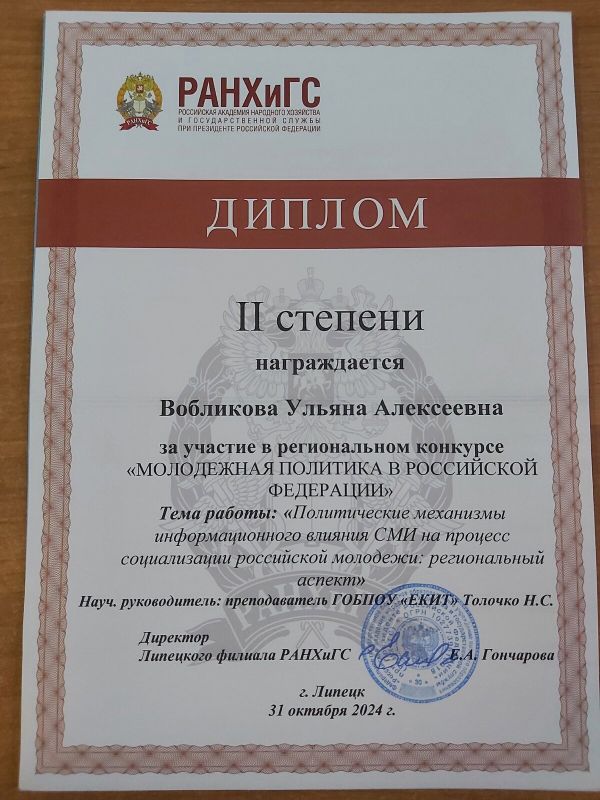 РАНХиГС
РОССИЙСКАЯ АКАДЕМИЯ НАРОДНОГО ХОЗЯЙСТВА
И ГОСУДАРСТВЕННОЙ СЛУЖБЫ
ПРИ ПРЕЗИДЕНТЕ РОССИЙСКОЙ ФЕДЕРАЦИИ
РАНХиГС
ДИПЛОМ
II степени
награждается
Вобликова Ульяна Алексеевна
за участие в региональном конкурсе
«МОЛОДЕЖНАЯ ПОЛИТИКА В РОССИЙСКОЙ
ФЕДЕРАЦИИ»
Тема работы: «Политические механизмы
информационного влияния СМИ на процесс
социализации российской молодежи: региональный
аспект»
Науч. руководитель: преподаватель ГОБПОУ «ЕКИТ» Толочко Н.С.
Директор
Липецкого филиала РАНХиГС Е.А. Гончарова
г. Липецк
31 октября 2024 г.